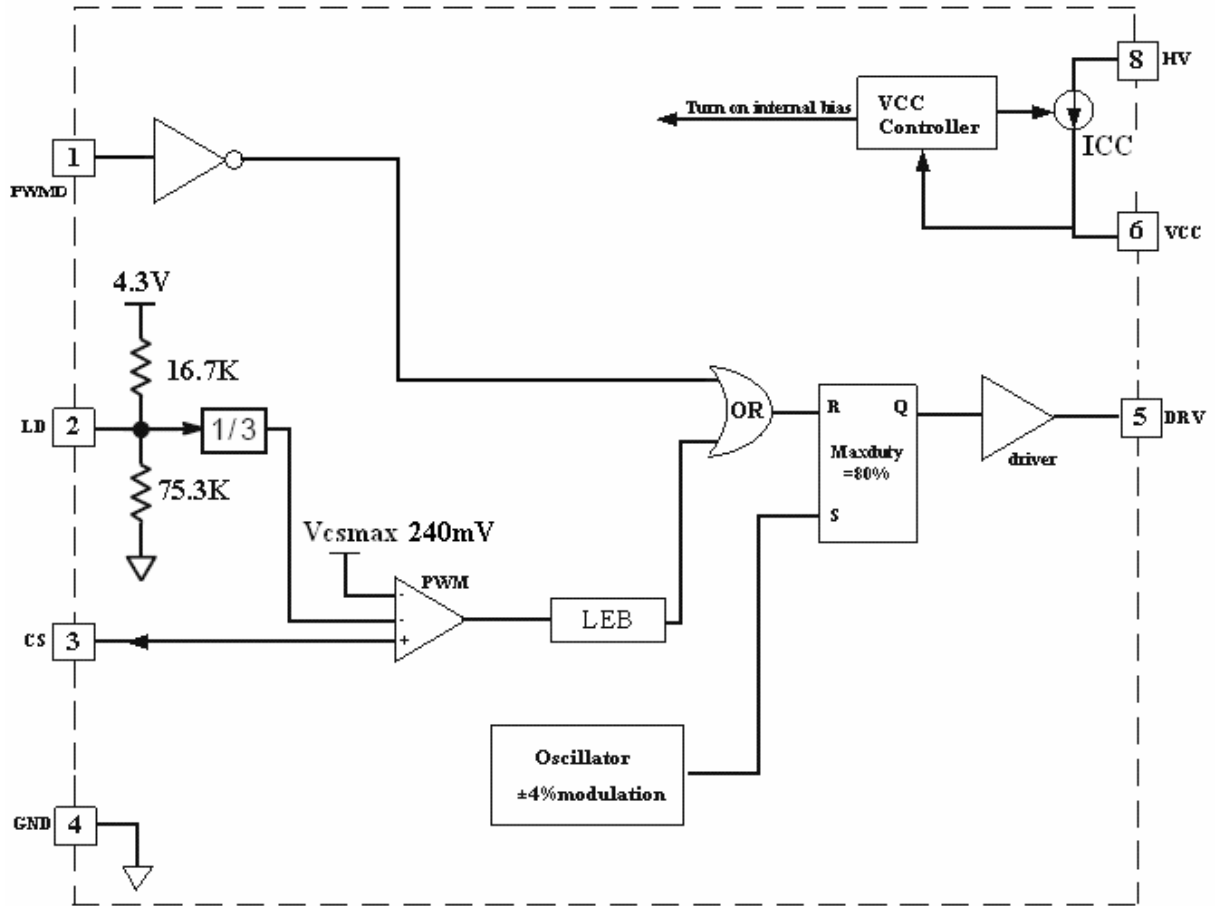 8 HV
Turn on internal bias
VCC
Controller
ICC
1
PWMD
6 VCC
4.3V
16.7K
LD 2
1/3
75.3K
OR
R Q
Maxduty
=80%
S
driver
5 DRV
Vcsmax 240mV
PWM
-
-
+
LEB
CS 3
Oscillator
±4%modulation
GND 4